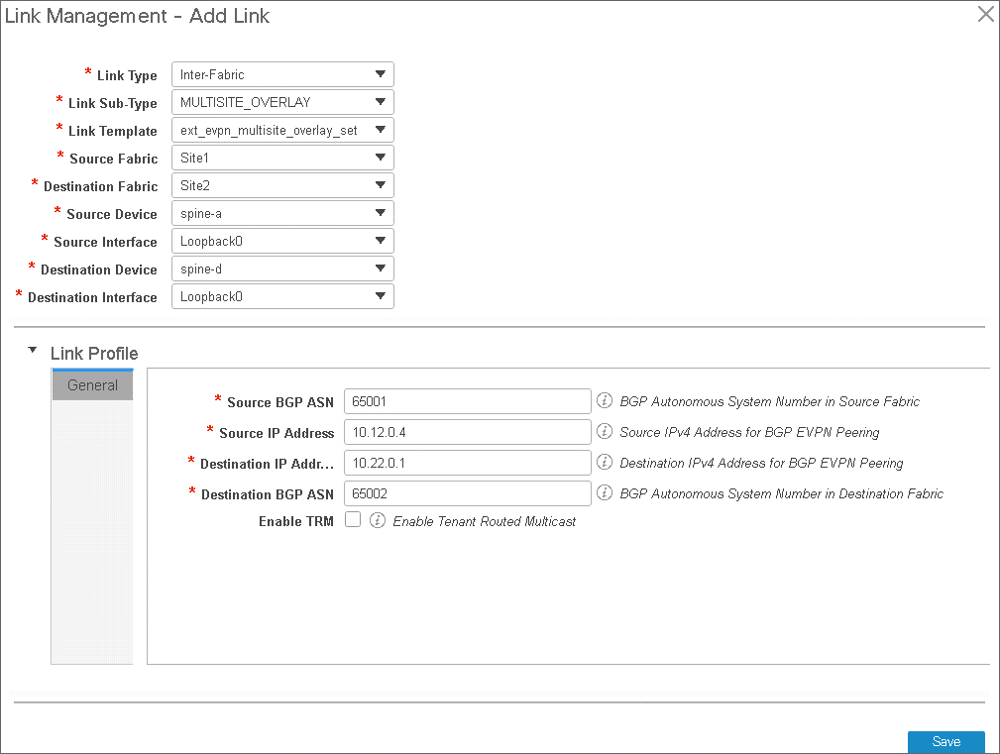 Link Management - Add Link
* Link Type Inter-Fabric
* Link Sub-Type MULTISITE_OVERLAY
* Link Template ext_evpn_multisite_overlay_set
* Source Fabric Site1
* Destination Fabric Site2
* Source Device spine-a
* Source Interface Loopback0
* Destination Device spine-d
* Destination Interface Loopback0
Link Profile
General
* Source BGP ASN 65001 i BGP Autonomous System Number in Source Fabric
* Source IP Address 10.12.0.4 i Source IPv4 Address for BGP EVPN Peering
* Destination IP Addr... 10.22.0.1 i Destination IPv4 Address for BGP EVPN Peering
* Destination BGP ASN 65002 i BGP Autonomous System Number in Destination Fabric
Enable TRM i Enable Tenant Routed Multicast
Save